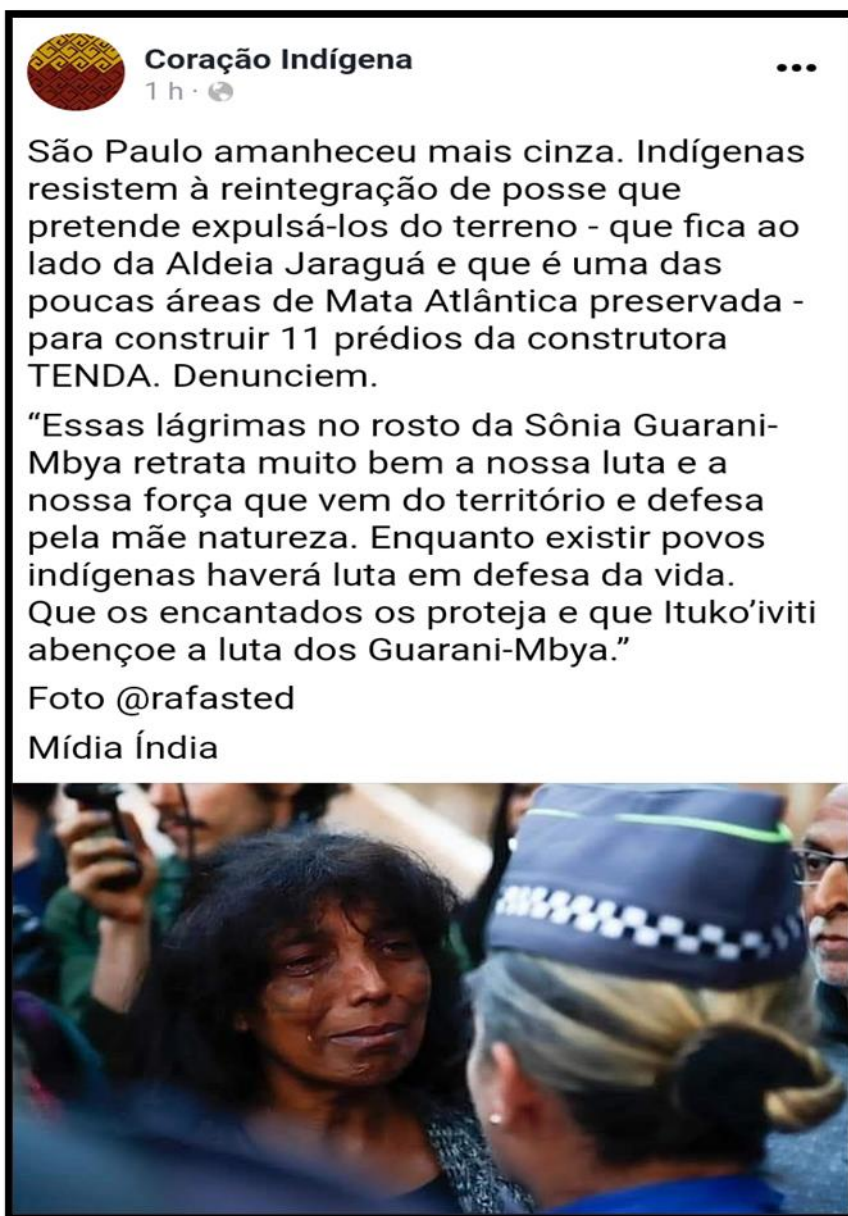 Coração Indígena
1 h ·
São Paulo amanheceu mais cinza. Indígenas
resistem à reintegração de posse que
pretende expulsá-los do terreno - que fica ao
lado da Aldeia Jaraguá e que é uma das
poucas áreas de Mata Atlântica preservada -
para construir 11 prédios da construtora
TENDA. Denunciem.
“Essas lágrimas no rosto da Sônia Guarani-
Mbya retrata muito bem a nossa luta e a
nossa força que vem do território e defesa
pela mãe natureza. Enquanto existir povos
indígenas haverá luta em defesa da vida.
Que os encantados os proteja e que Ituko’iviti
abençoe a luta dos Guarani-Mbya.”
Foto @rafasted
Mídia Índia